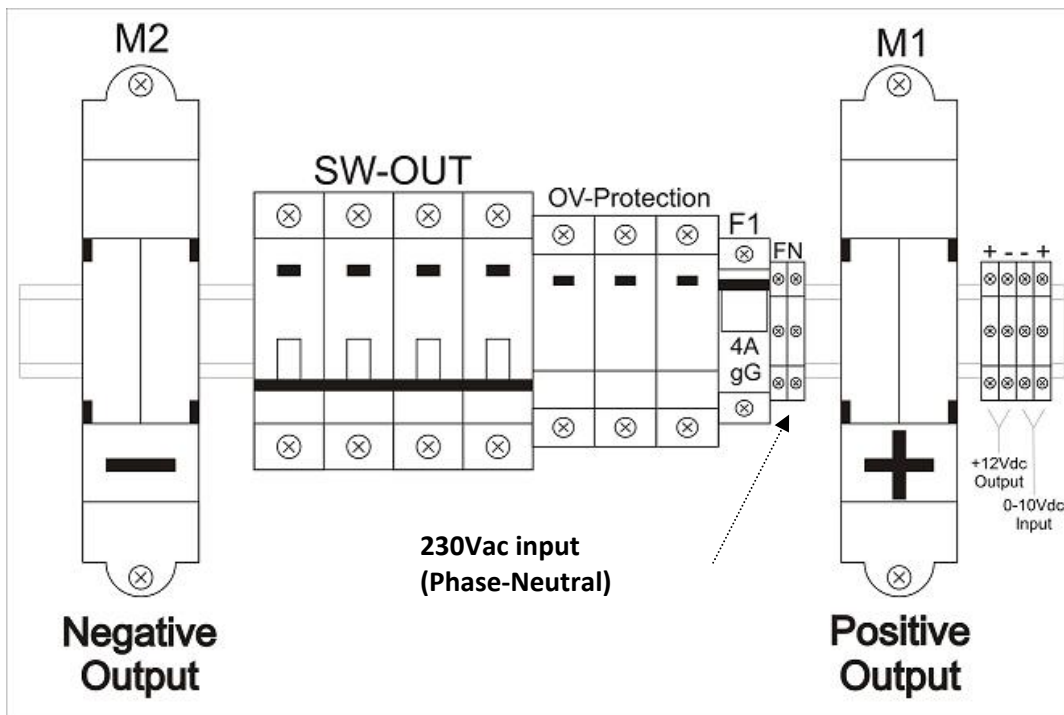 M2
M1
SW-OUT
OV-Protection
F1
FN
+ - - +
4A
gG
+12Vdc
Output
0-10Vdc
Input
230Vac input
(Phase-Neutral)
Negative
Output
Positive
Output